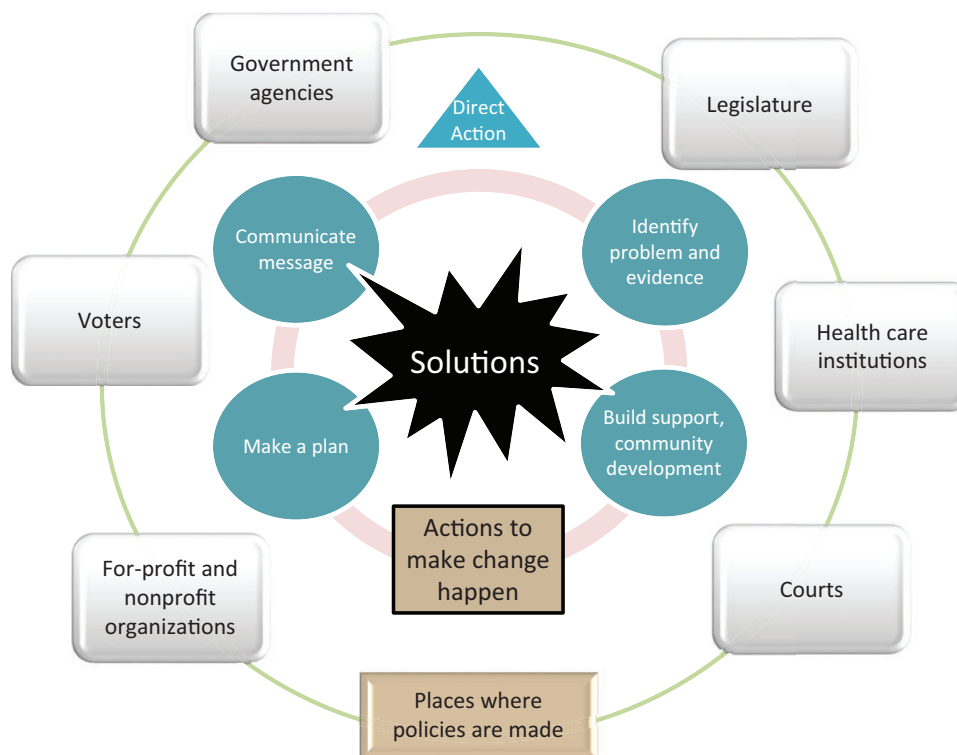 Government
agencies
Legislature
Direct
Action
Communicate
message
Identify
problem and
evidence
Voters
Solutions
Health care
institutions
Make a plan
Build support,
community
development
Actions to
make change
happen
For-profit and
nonprofit
organizations
Courts
Places where
policies are made